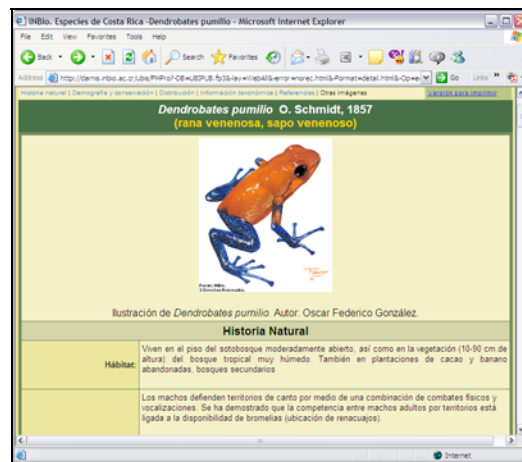 INBio. Especies de Costa Rica -Dendrobates pumilio - Microsoft Internet Explorer
File Edit View Favorites Tools Help
Back Search Favorites
Address Go Links
Historia natural | Demografía y conservación | Distribución | Información taxonómica | Referencias | Otras imágenes Versión para imprimir
Dendrobates pumilio O. Schmidt, 1857
(rana venenosa, sapo venenoso)
Fuente: INBio.
Ilustración de Dendrobates pumilio. Autor: Oscar Federico González.
Historia Natural
Hábitat:
Viven en el piso del sotobosque moderadamente abierto, así como en la vegetación (10-90 cm de
altura) del bosque tropical muy húmedo. También en plantaciones de cacao y banano
abandonadas, bosques secundarios
Los machos defienden territorios de canto por medio de una combinación de combates físicos y
vocalizaciones. Se ha demostrado que la competencia entre machos adultos por territorios está
ligada a la disponibilidad de bromelias (ubicación de renacuajos).
Internet